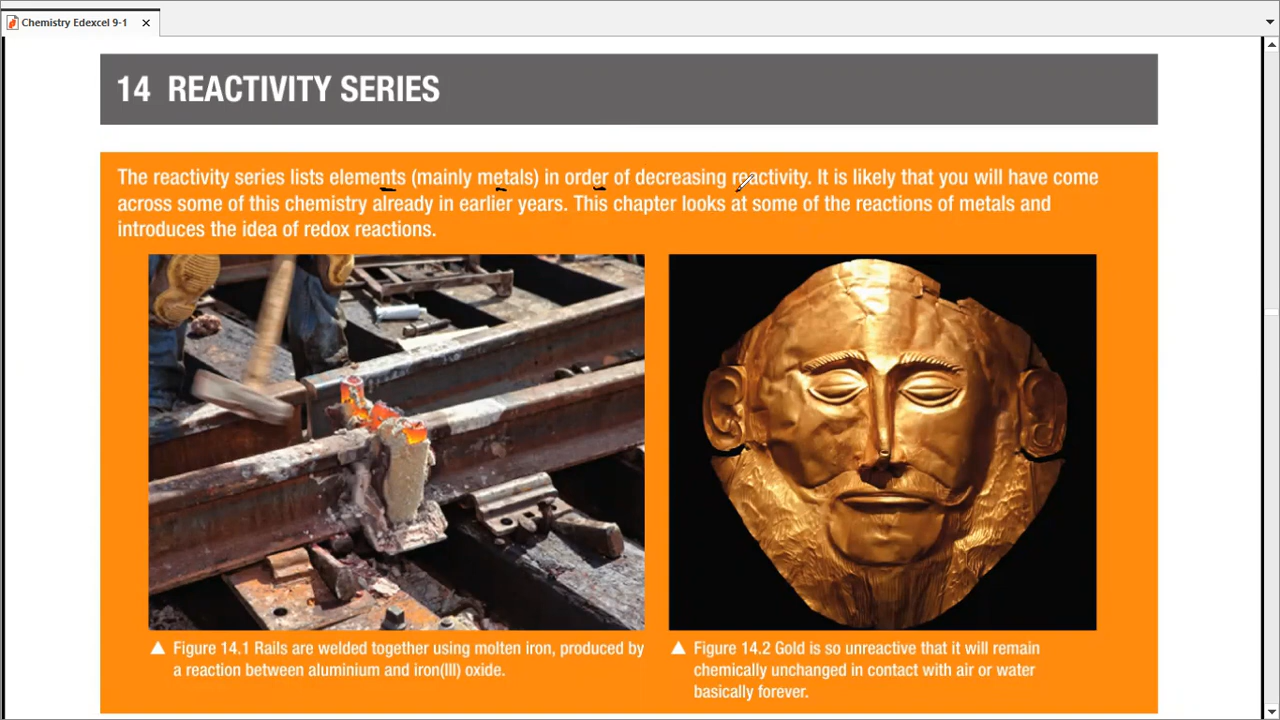 Chemistry Edexcel 9-1
14 REACTIVITY SERIES
The reactivity series lists elements (mainly metals) in order of decreasing reactivity. It is likely that you will have come
across some of this chemistry already in earlier years. This chapter looks at some of the reactions of metals and
introduces the idea of redox reactions.
▲ Figure 14.1 Rails are welded together using molten iron, produced by
a reaction between aluminium and iron(III) oxide.
▲ Figure 14.2 Gold is so unreactive that it will remain
chemically unchanged in contact with air or water
basically forever.